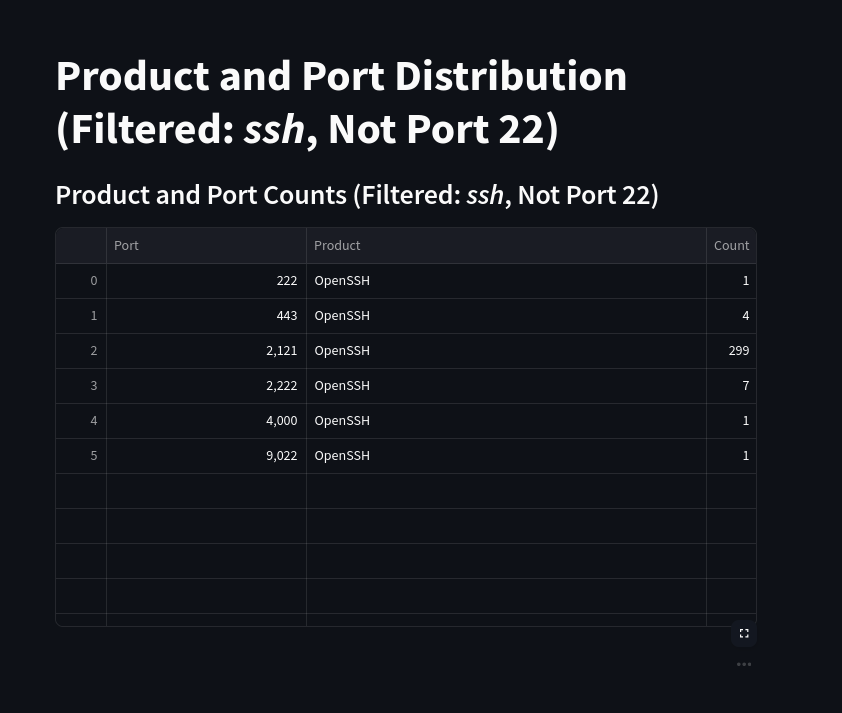 Product and Port Distribution
(Filtered: ssh, Not Port 22)
Product and Port Counts (Filtered: ssh, Not Port 22)
Port Product Count
0 222 OpenSSH 1
1 443 OpenSSH 4
2 2,121 OpenSSH 299
3 2,222 OpenSSH 7
4 4,000 OpenSSH 1
5 9,022 OpenSSH 1